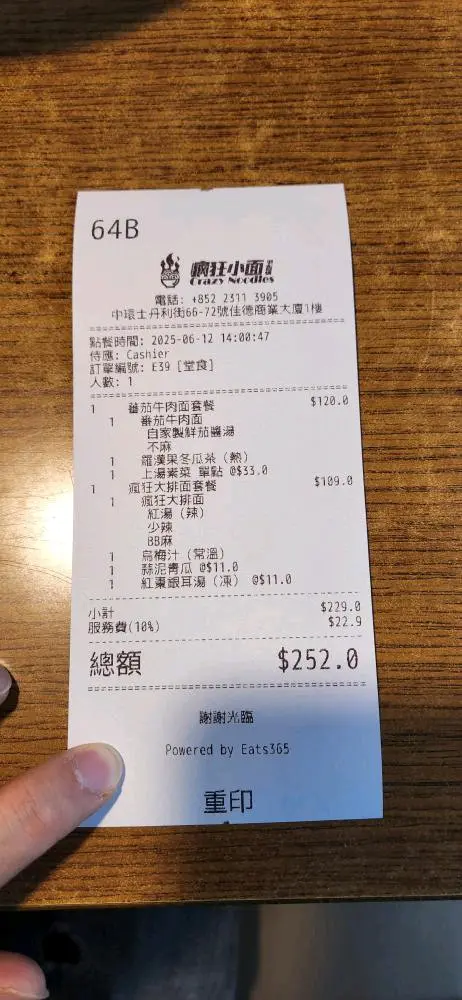 64B
瘋狂小面
Crazy Noodles
電話: +852 2311 3905
中環士丹利街66-72號佳德商業大廈1樓
點餐時間: 2025-06-12 14:00:47
侍應: Cashier
訂單編號: E39 [堂食]
人數: 1
1 蕃茄牛肉面套餐 $120.0
1 蕃茄牛肉面
自家製鮮茄醬湯
不麻
1 羅漢果冬瓜茶 (熱)
1 上湯素菜 單點 @$33.0
1 瘋狂大排面套餐 $109.0
1 瘋狂大排面
紅湯 (辣)
少辣
BB麻
1 烏梅汁 (常溫)
1 蒜泥青瓜 @$11.0
1 紅棗銀耳湯 (凍) @$11.0
小計 $229.0
服務費(10%) $22.9
總額 $252.0
謝謝光臨
Powered by Eats365
重印